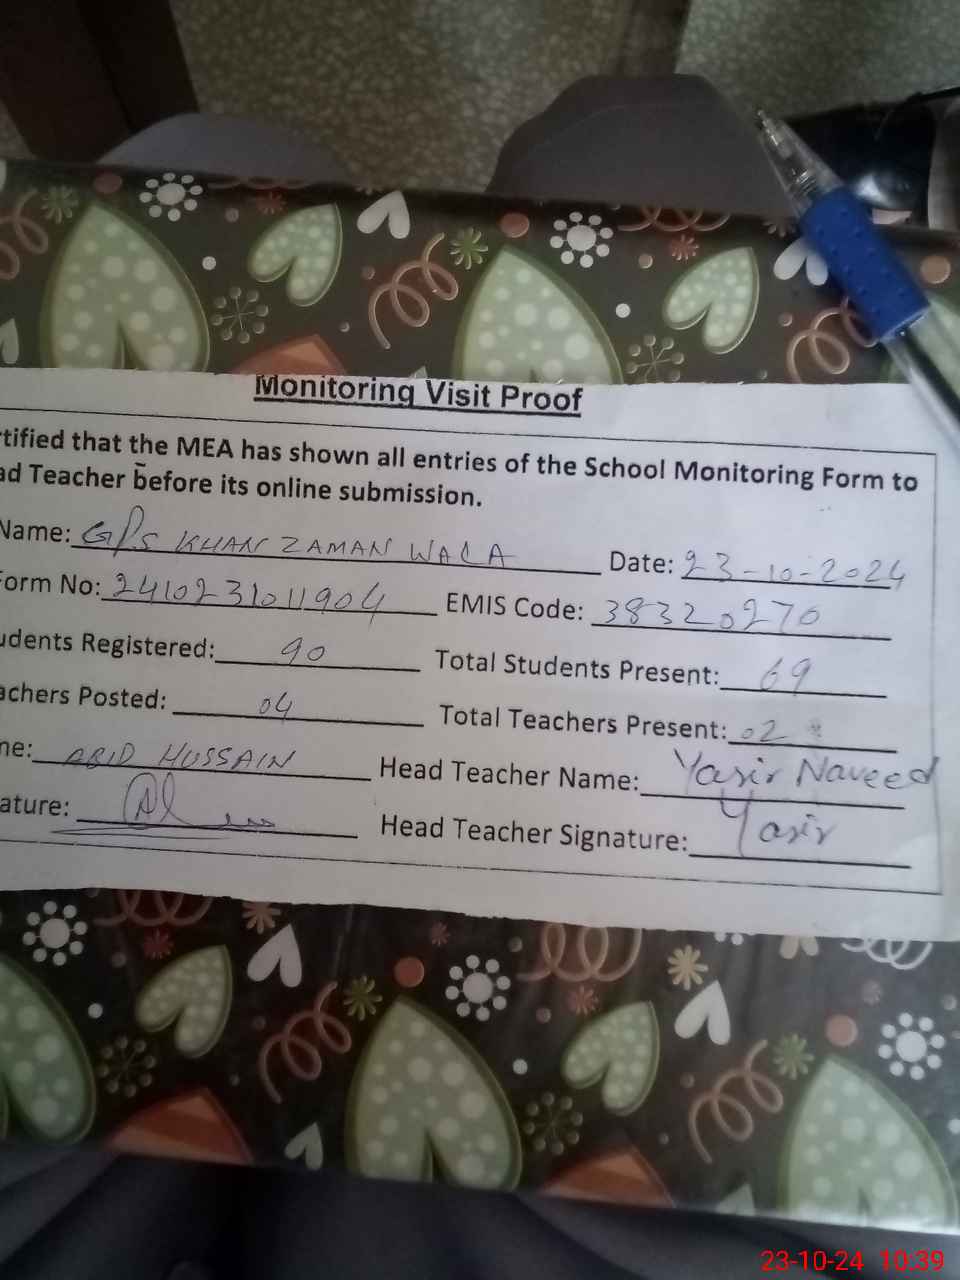 Monitoring Visit Proof
tified that the MEA has shown all entries of the School Monitoring Form to
ad Teacher before its online submission.
Name: GPS KHAN ZAMAN WALA Date: 23-10-2024
Form No: 2410231011904 EMIS Code: 38320270
udents Registered: 90 Total Students Present: 69
achers Posted: 04 Total Teachers Present: 02
me: ABID HUSSAIN Head Teacher Name: Yasir Naveed
ature: Head Teacher Signature: Yasir
23-10-24 10:39